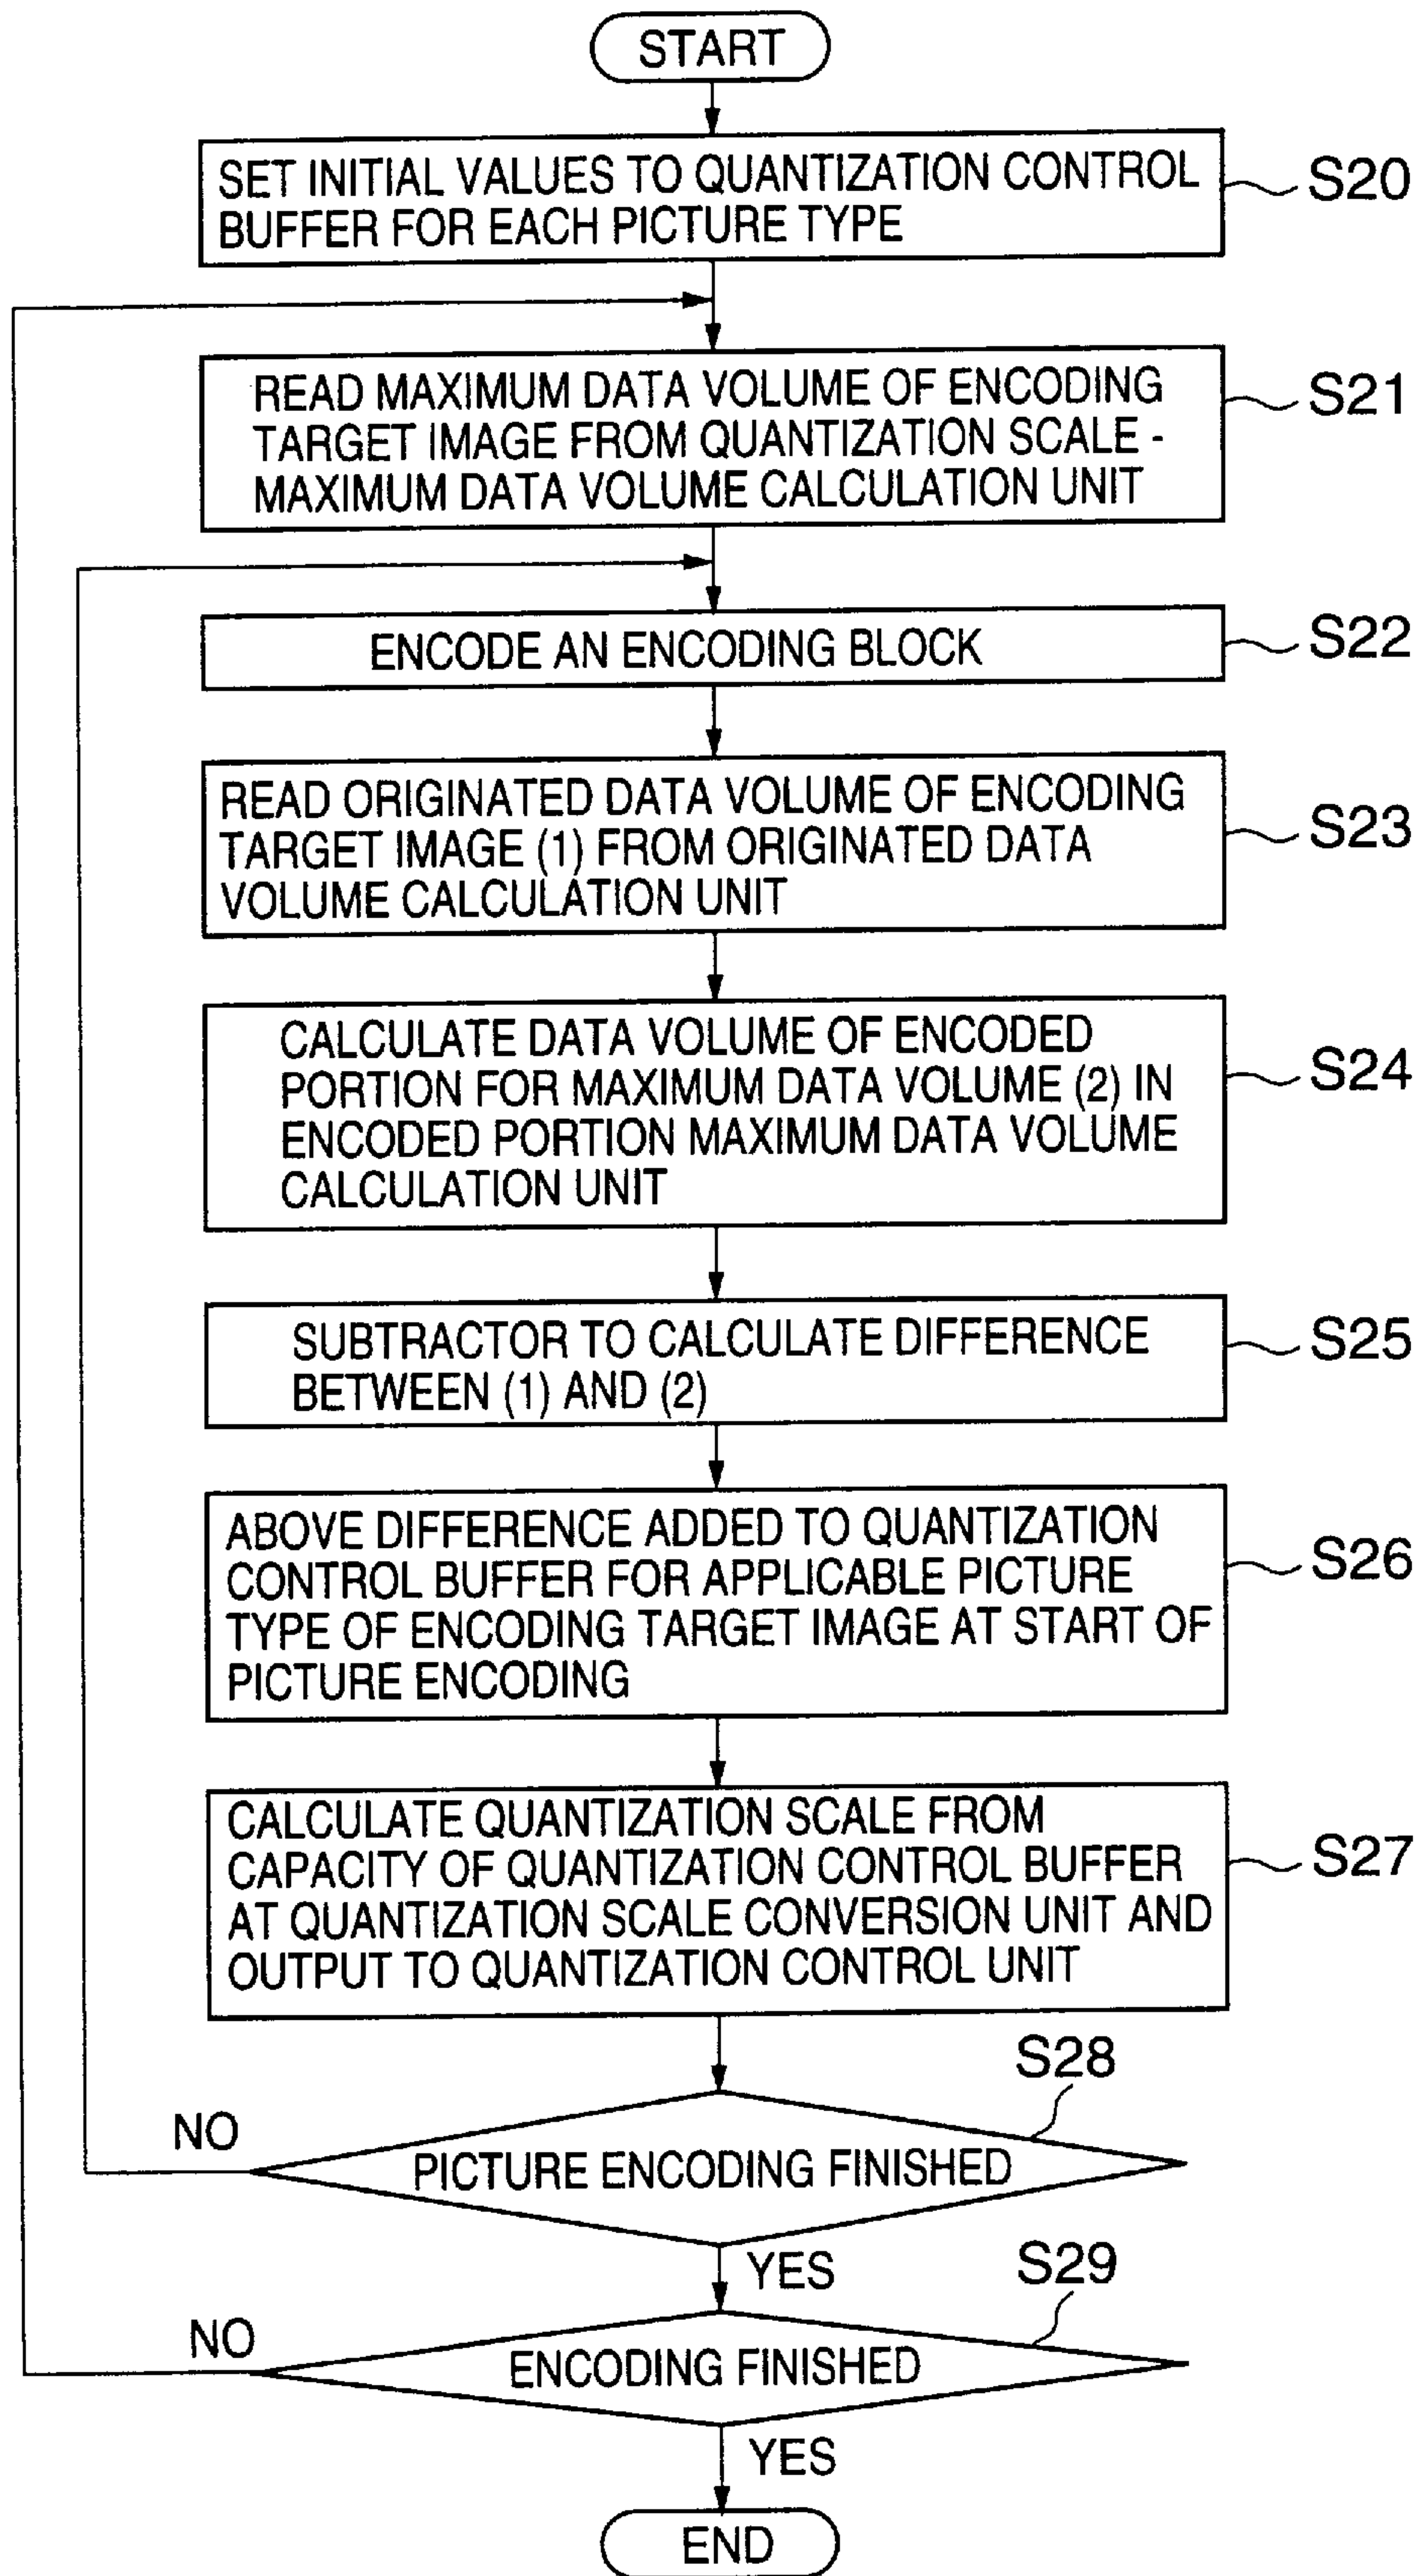 START
SET INITIAL VALUES TO QUANTIZATION CONTROL
BUFFER FOR EACH PICTURE TYPE
S20
READ MAXIMUM DATA VOLUME OF ENCODING
TARGET IMAGE FROM QUANTIZATION SCALE -
MAXIMUM DATA VOLUME CALCULATION UNIT
S21
ENCODE AN ENCODING BLOCK
S22
READ ORIGINATED DATA VOLUME OF ENCODING
TARGET IMAGE (1) FROM ORIGINATED DATA
VOLUME CALCULATION UNIT
S23
CALCULATE DATA VOLUME OF ENCODED
PORTION FOR MAXIMUM DATA VOLUME (2) IN
ENCODED PORTION MAXIMUM DATA VOLUME
CALCULATION UNIT
S24
SUBTRACTOR TO CALCULATE DIFFERENCE
BETWEEN (1) AND (2)
S25
ABOVE DIFFERENCE ADDED TO QUANTIZATION
CONTROL BUFFER FOR APPLICABLE PICTURE
TYPE OF ENCODING TARGET IMAGE AT START OF
PICTURE ENCODING
S26
CALCULATE QUANTIZATION SCALE FROM
CAPACITY OF QUANTIZATION CONTROL BUFFER
AT QUANTIZATION SCALE CONVERSION UNIT AND
OUTPUT TO QUANTIZATION CONTROL UNIT
S27
S28
NO
PICTURE ENCODING FINISHED
YES
S29
NO
ENCODING FINISHED
YES
END